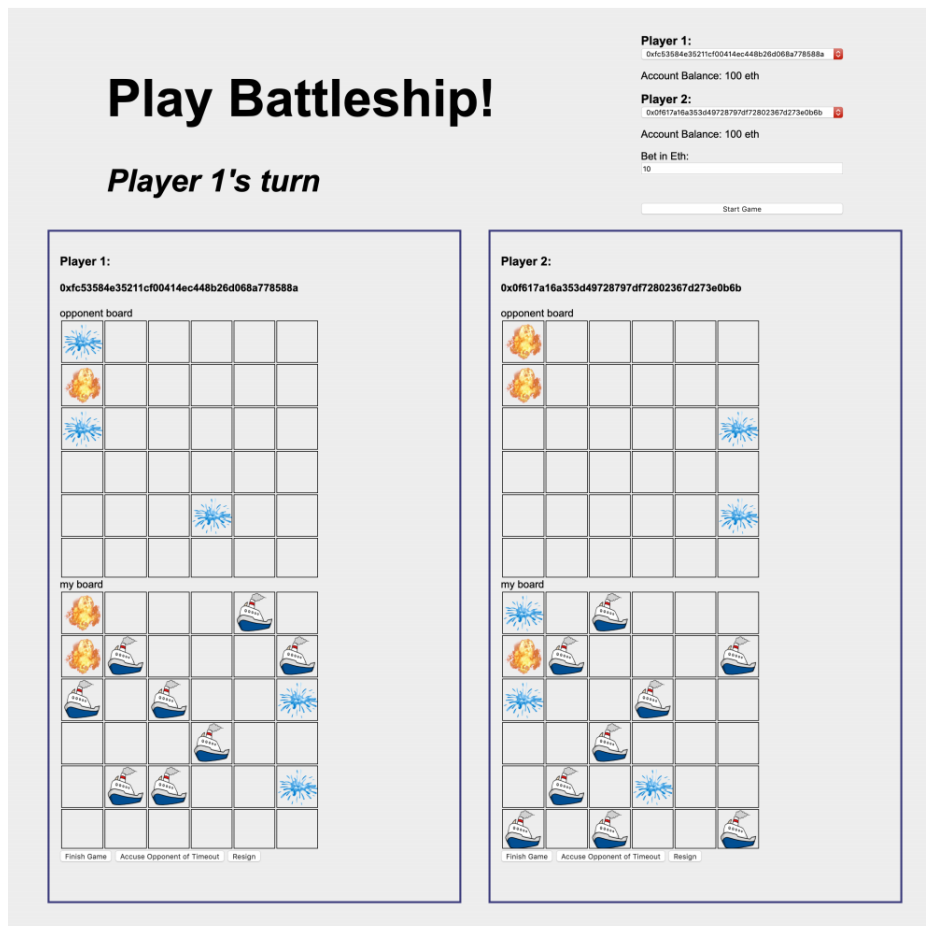 Play Battleship!
Player 1's turn
Player 1:
0xfc53584e35211cf00414ec448b26d068a778588a
Account Balance: 100 eth
Player 2:
0x0f617a16a353d49728797df72802367d273e0b6b
Account Balance: 100 eth
Bet in Eth:
10
Start Game
Player 1:
0xfc53584e35211cf00414ec448b26d068a778588a
opponent board
my board
Finish Game Accuse Opponent of Timeout Resign
Player 2:
0x0f617a16a353d49728797df72802367d273e0b6b
opponent board
my board
Finish Game Accuse Opponent of Timeout Resign